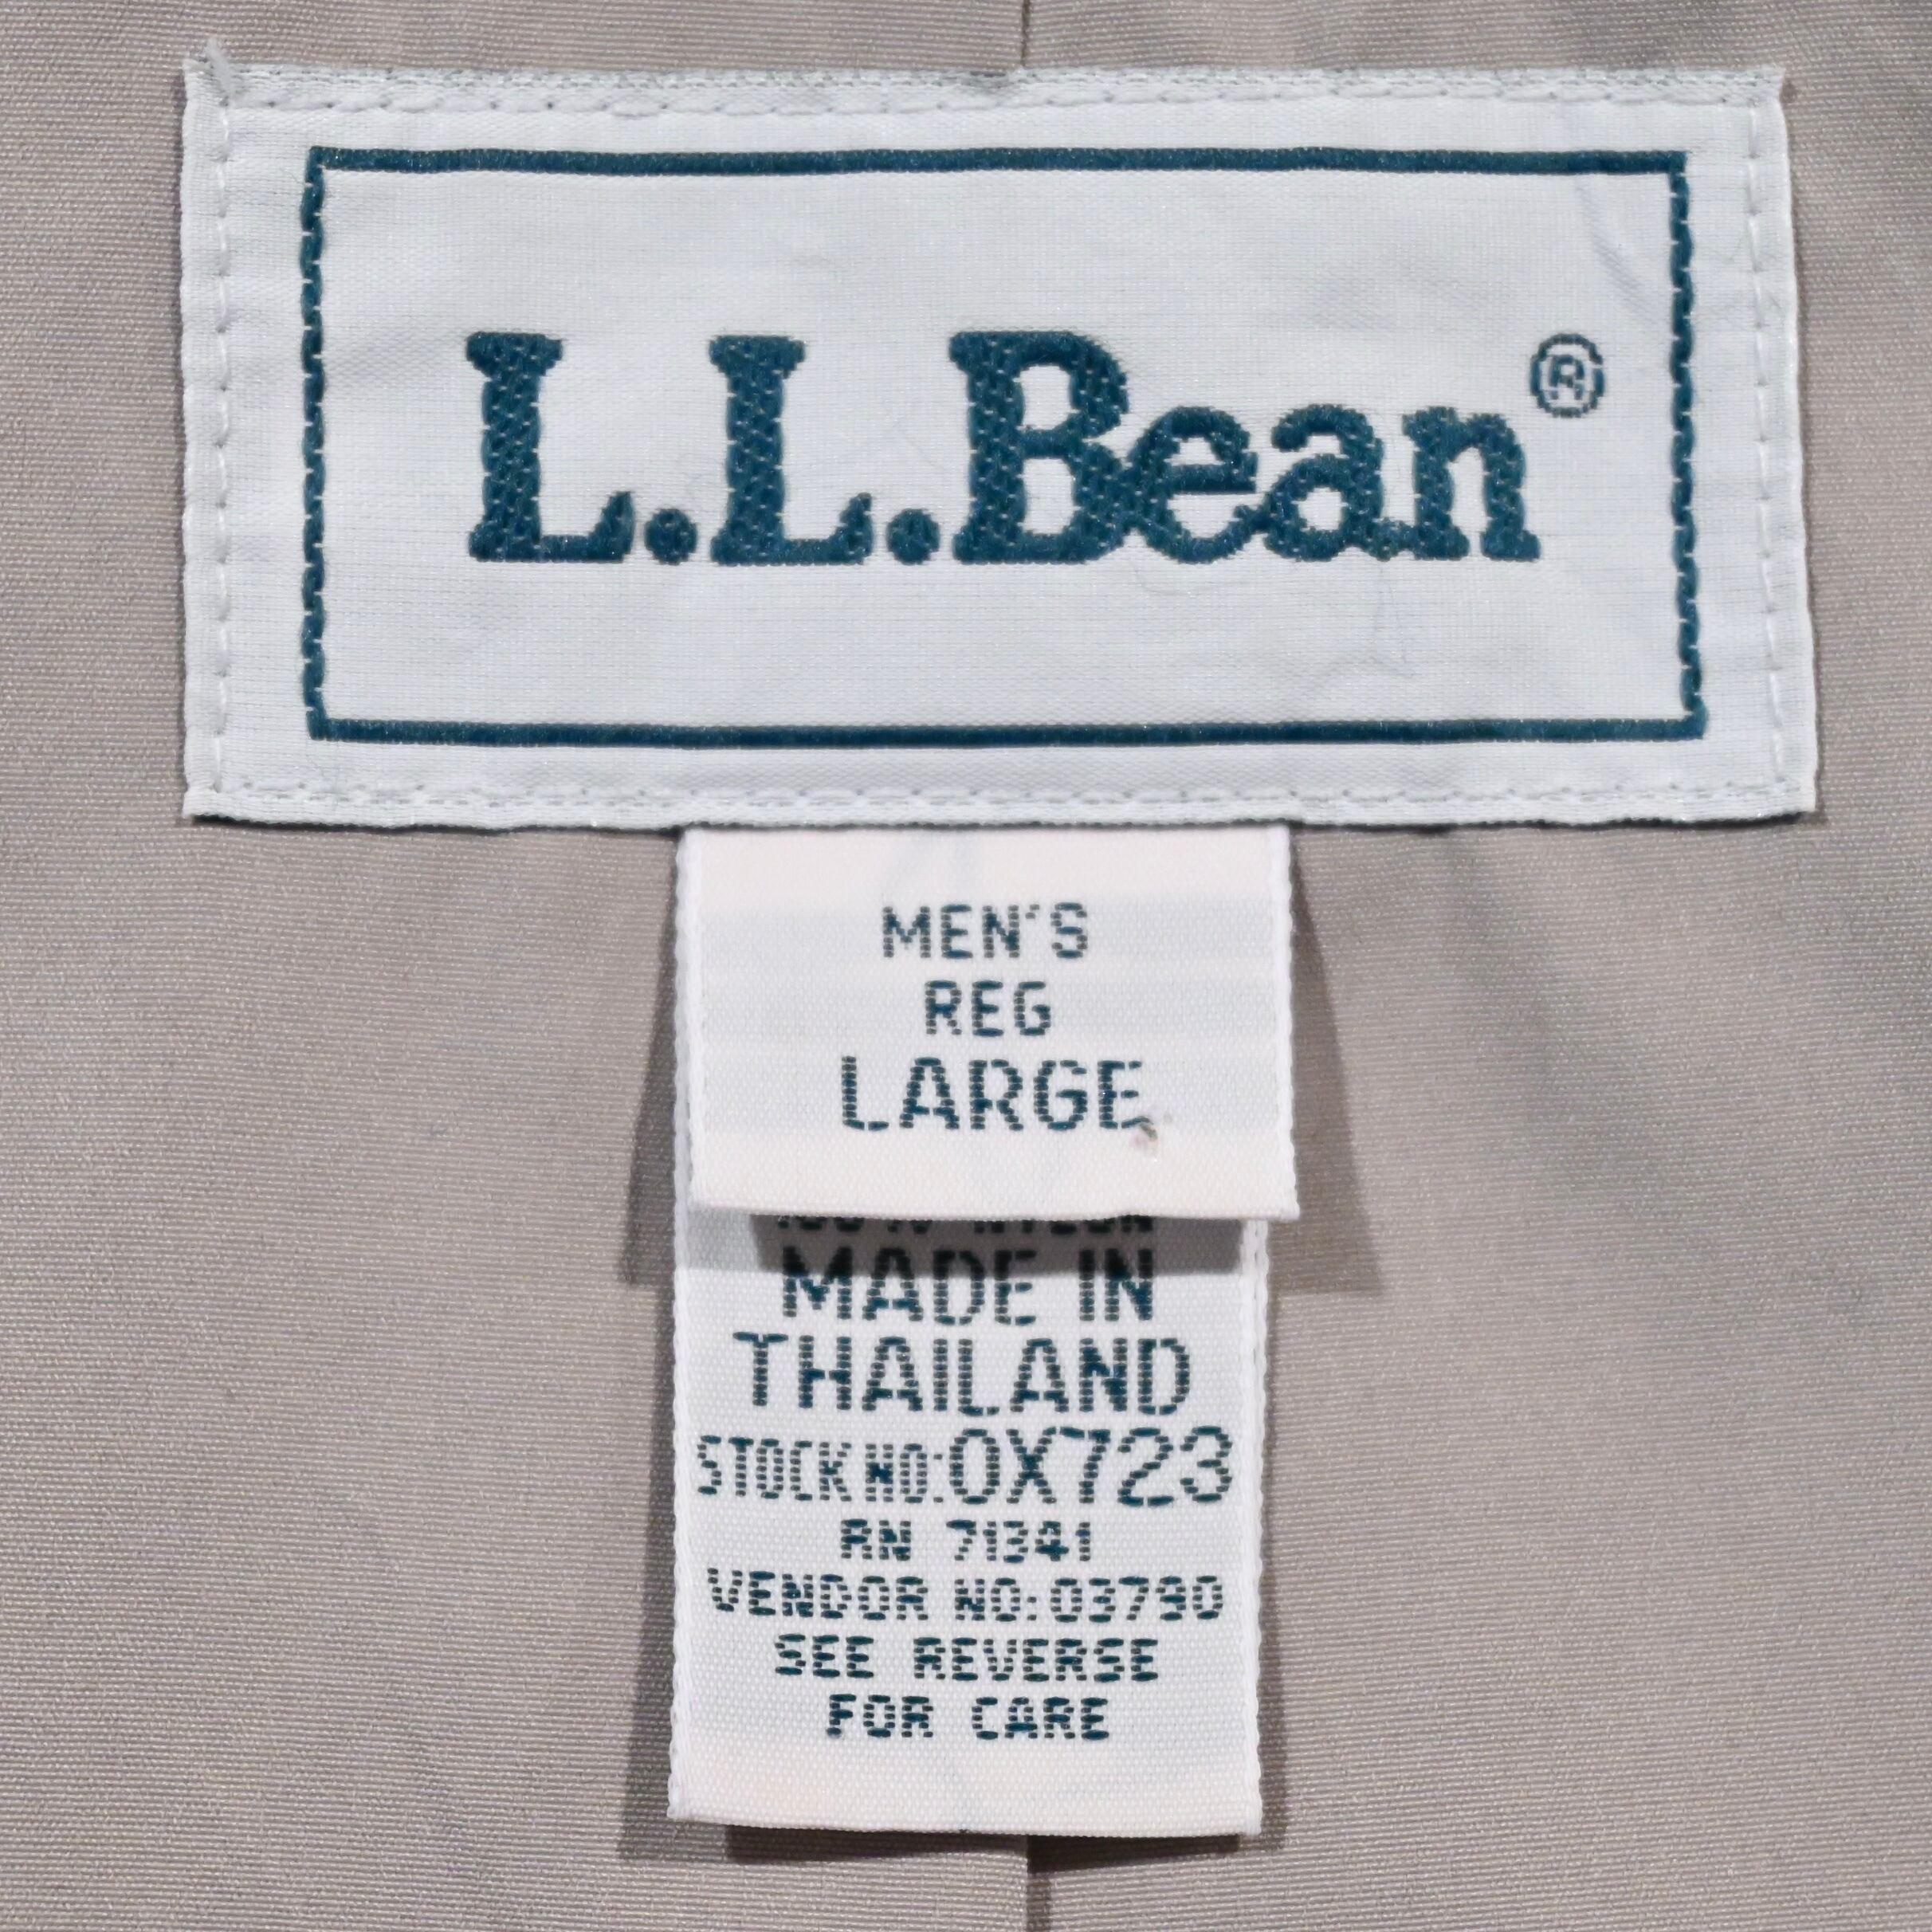 L.L.Bean®
MEN'S
REG
LARGE
MADE IN
THAILAND
STOCK NO:0X723
RN 71341
VENDOR NO:03790
SEE REVERSE
FOR CARE